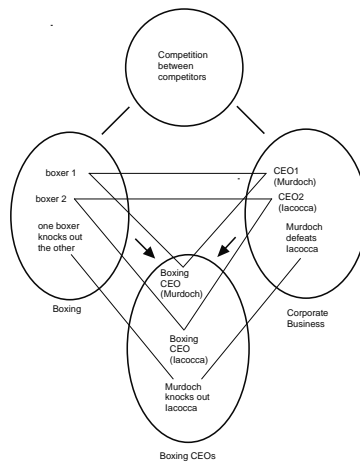 Competition
between
competitors
boxer 1
boxer 2
one boxer
knocks out
the other
Boxing
CEO1
(Murdoch)
CEO2
(Iacocca)
Murdoch
defeats
Iacocca
Corporate
Business
Boxing
CEO
(Murdoch)
Boxing
CEO
(Iacocca)
Murdoch
knocks out
Iacocca
Boxing CEOs